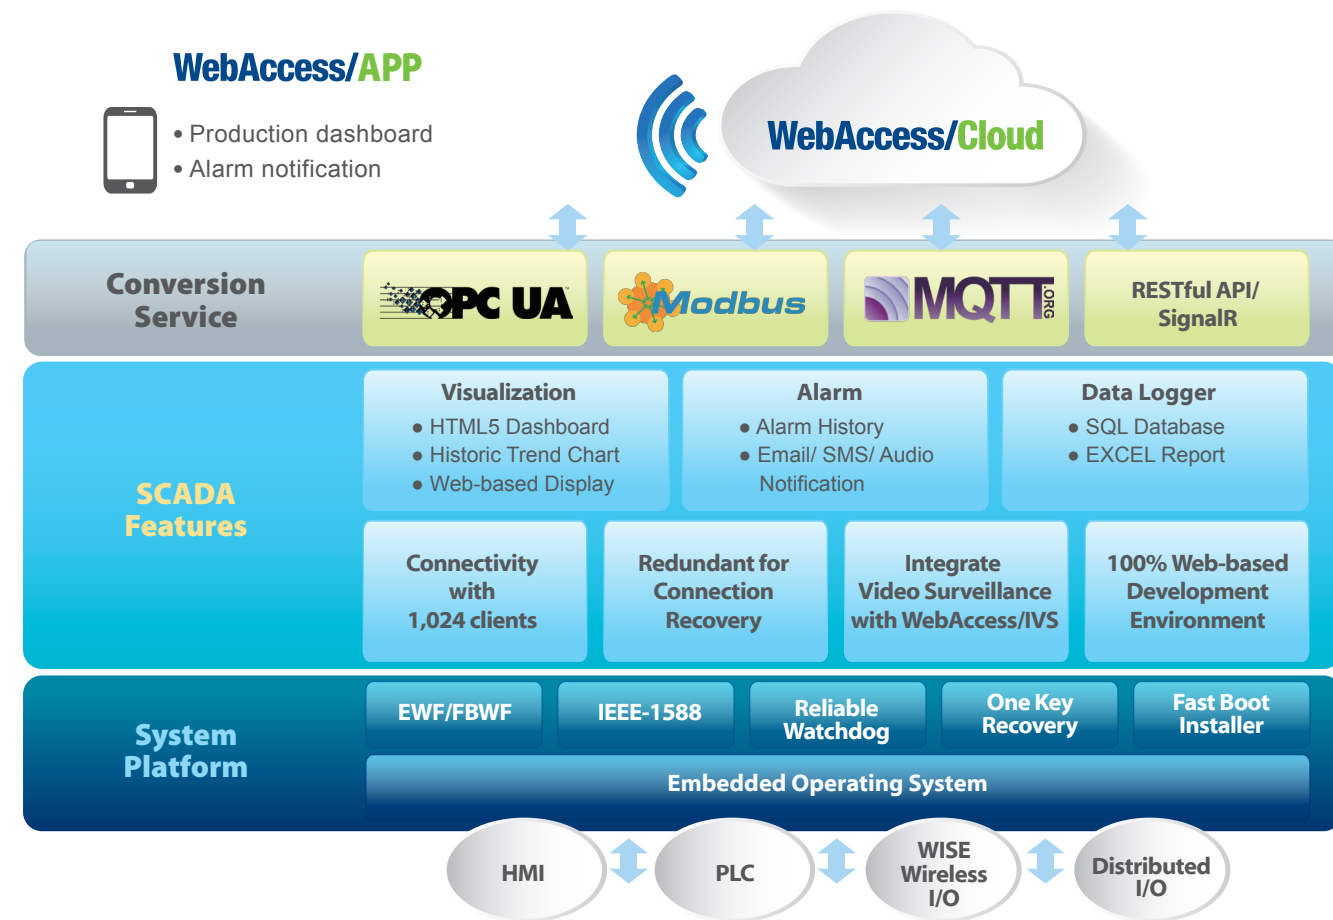 WebAccess/APP
• Production dashboard
• Alarm notification
WebAccess/Cloud
Conversion
Service
OPC UA™
Modbus
MQTT.ORG
RESTful API/
SignalR
SCADA
Features
Visualization
● HTML5 Dashboard
● Historic Trend Chart
● Web-based Display
Alarm
● Alarm History
● Email/ SMS/ Audio
Notification
Data Logger
● SQL Database
● EXCEL Report
Connectivity
with
1,024 clients
Redundant for
Connection
Recovery
Integrate
Video Surveillance
with WebAccess/IVS
100% Web-based
Development
Environment
System
Platform
EWF/FBWF
IEEE-1588
Reliable
Watchdog
One Key
Recovery
Fast Boot
Installer
Embedded Operating System
HMI
PLC
WISE
Wireless
I/O
Distributed
I/O